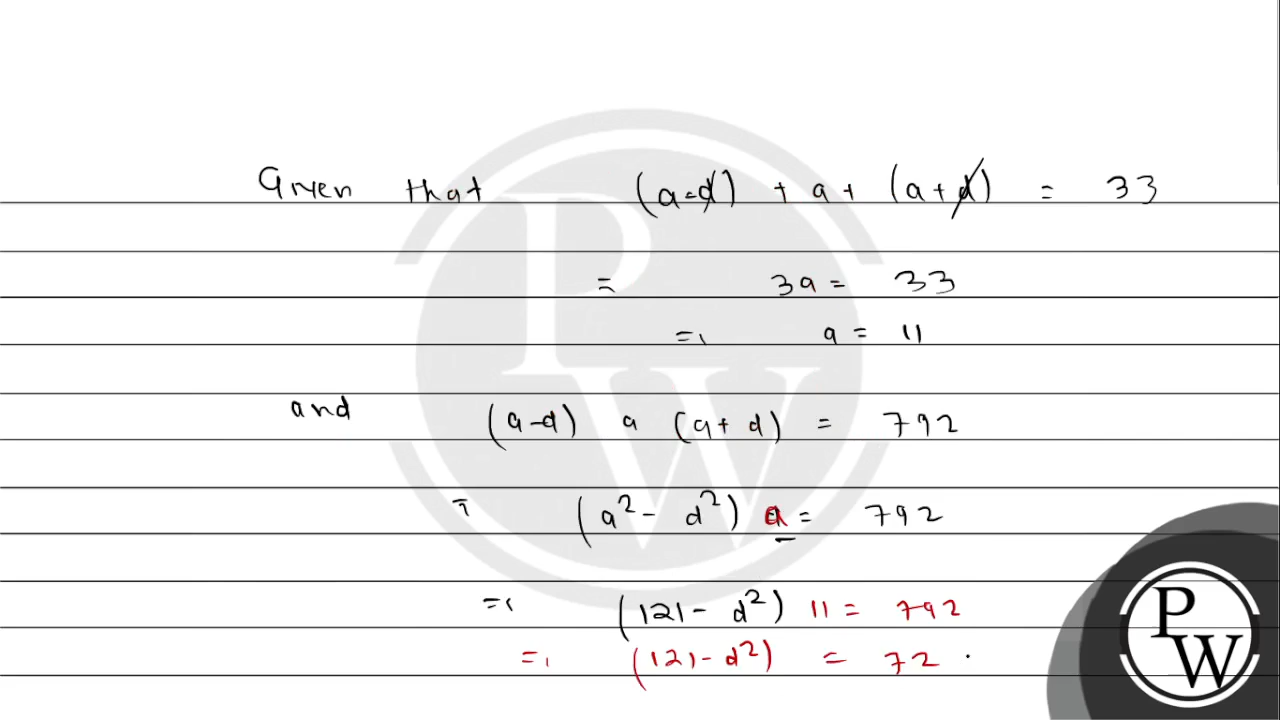 Given that (a-d) + a + (a+d) = 33
= 3a = 33
=) a = 11
and (a-d) a (a+d) = 792
= (a²- d²) a = 792
=) (121- d²) 11 = 792
=) (121-d²) = 72
P
W
P
W